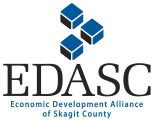 EDASC
Economic Development Alliance
of Skagit County